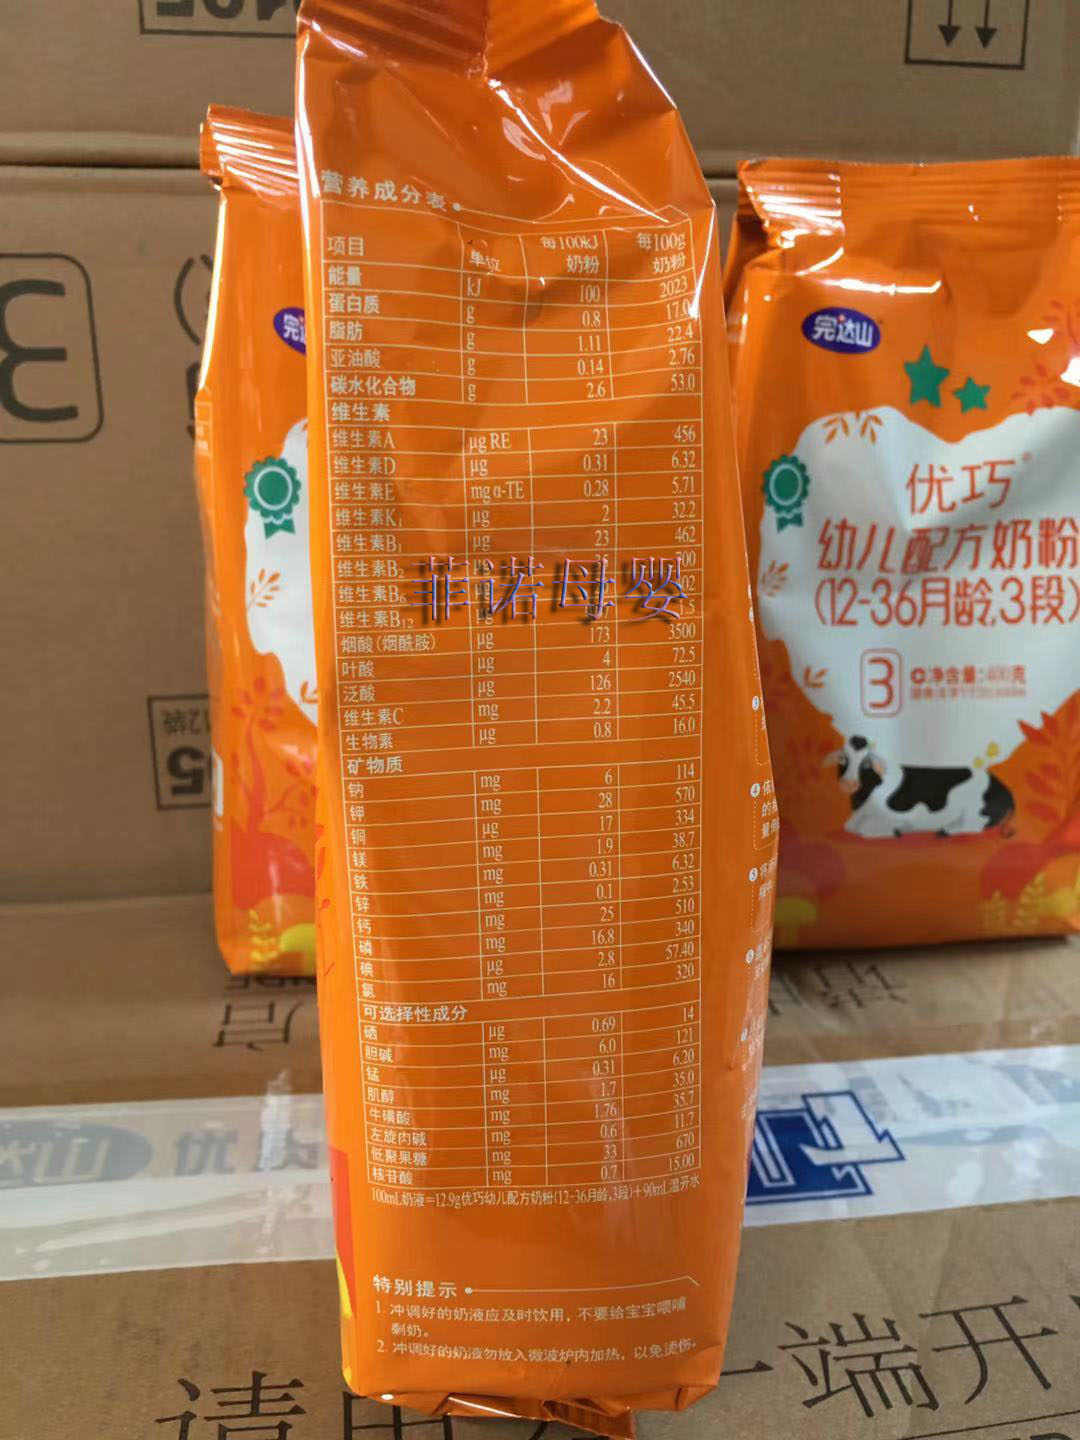 营养成分表
项目 单位 每100kJ奶粉 每100g奶粉
能量 kJ 100 2023
蛋白质 g 0.8 17.0
脂肪 g 1.11 22.4
亚油酸 g 0.14 2.76
碳水化合物 g 2.6 53.0
维生素
维生素A μg RE 23 456
维生素D μg 0.31 6.32
维生素E mg α-TE 0.28 5.71
维生素K1 μg 2 32.2
维生素B1 μg 23 462
维生素B2
维生素B6
维生素B12 μg
菲诺母婴
烟酸(烟酰胺) μg 173 3500
叶酸 μg 4 72.5
泛酸 μg 126 2540
维生素C mg 2.2 45.5
生物素 μg 0.8 16.0
矿物质
钠 mg 6 114
钾 mg 28 570
铜 μg 17 334
镁 mg 1.9 38.7
铁 mg 0.31 6.32
锌 mg 0.1 2.53
钙 mg 25 510
磷 mg 16.8 340
碘 μg 2.8 57.40
氯 mg 16 320
可选择性成分
硒 μg 0.69 14
胆碱 mg 6.0 121
锰 μg 0.31 6.20
肌醇 mg 1.7 35.0
牛磺酸 mg 1.76 35.7
左旋肉碱 mg 0.6 11.7
低聚果糖 mg 33 670
核苷酸 mg 0.7 15.00
100mL奶液=12.9g优巧幼儿配方奶粉(12-36月龄,3段)+90mL温开水
特别提示
1. 冲调好的奶液应及时饮用，不要给宝宝喂哺
剩奶。
2. 冲调好的奶液勿放入微波炉内加热，以免烫伤。
完达山
优巧
幼儿配方奶粉
(12-36月龄,3段)
3
净含量:400克
完达
3
请
一端开